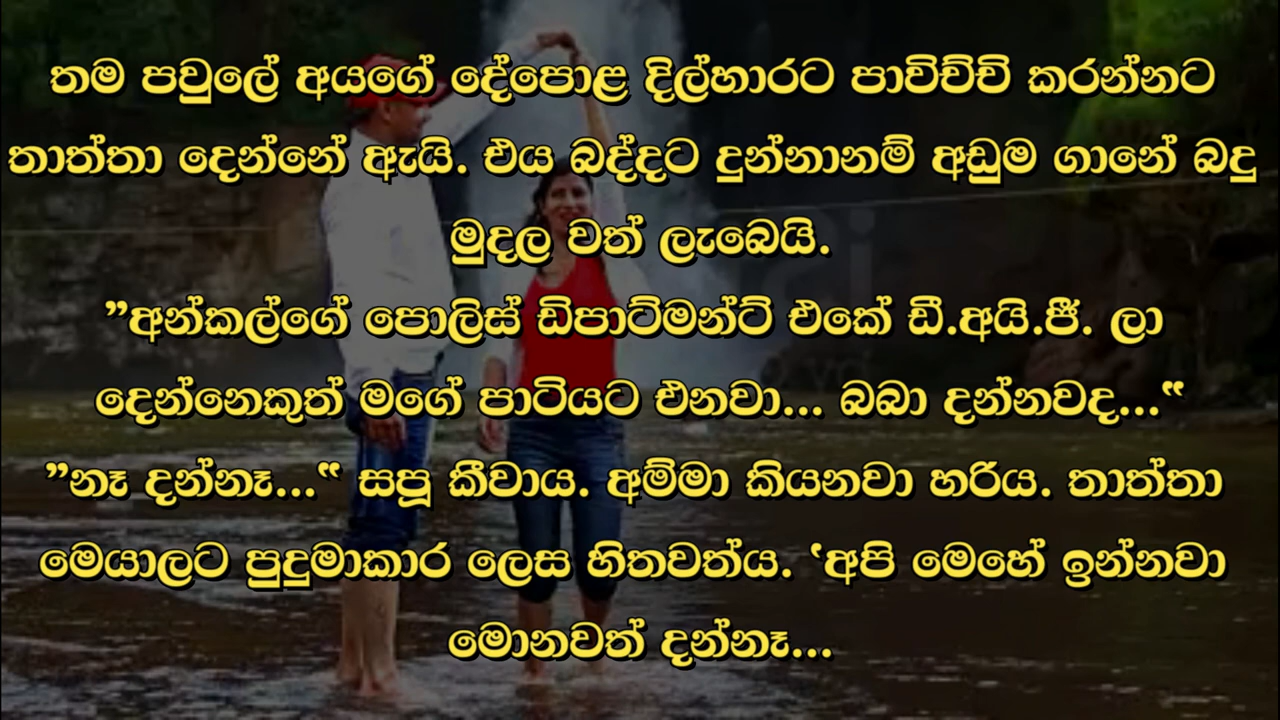 තම පවුලේ අයගේ දේපොළ දිල්හාරට පාවිච්චි කරන්නට
තාත්තා දෙන්නේ ඇයි. එය බද්දට දුන්නානම් අඩුම ගානේ බදු
මුදල වත් ලැබෙයි.
”අන්කල්ගේ පොලිස් ඩිපාට්මන්ට් එකේ ඩී.අයි.ජී. ලා
දෙන්නෙකුත් මගේ පාටියට එනවා... බබා දන්නවද...“
”නෑ දන්නෑ...“ සපූ කීවාය. අම්මා කියනවා හරිය. තාත්තා
මෙයාලට පුදුමාකාර ලෙස හිතවත්ය. ‛අපි මෙහේ ඉන්නවා
මොනවත් දන්නෑ...